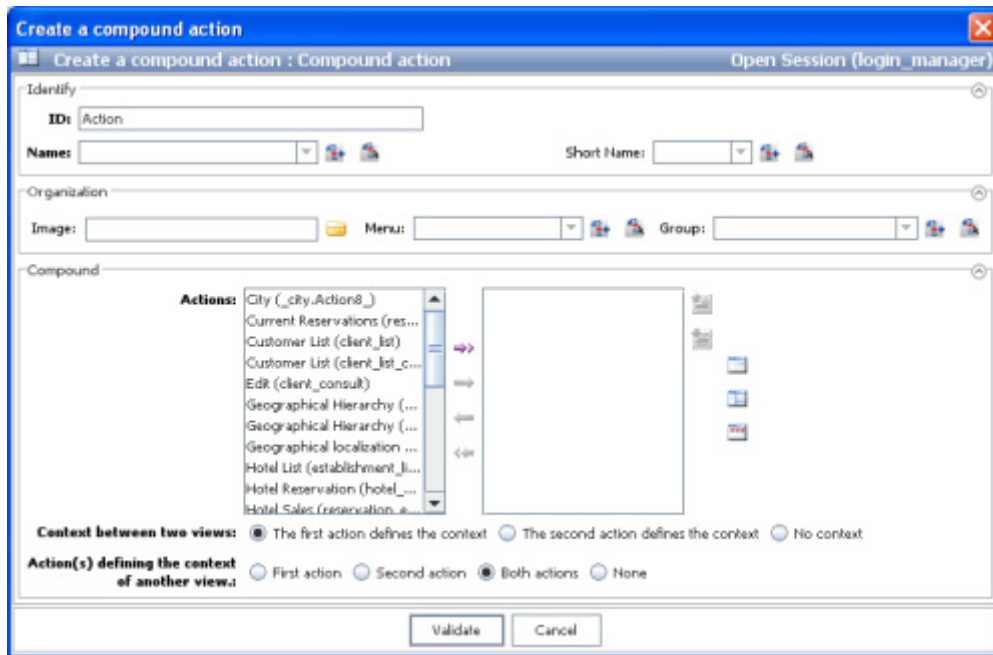 Create a compound action
Create a compound action : Compound action Open Session (login_manager)
Identify
ID: Action
Name: Short Name:
Organization
Image: Menu: Group:
Compound
Actions: City (_city.Action8_)
Current Reservations (res...
Customer List (client_list)
Customer List (client_list_c...
Edit (client_consult)
Geographical Hierarchy (...
Geographical Hierarchy (...
Geographical localization ...
Hotel List (establishment_li...
Hotel Reservation (hotel_...
Hotel Sales (reservation_e...
Context between two views: The first action defines the context The second action defines the context No context
Action(s) defining the context
of another view.: First action Second action Both actions None
Validate Cancel